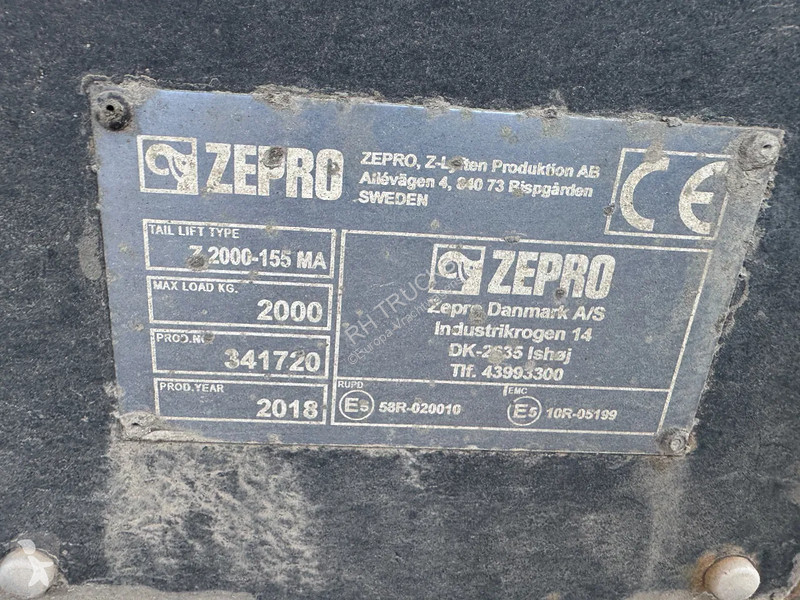 ZEPRO
ZEPRO, Z-Lyften Produktion AB
Allévägen 4, 840 73 Bispgården
SWEDEN
CE
TAIL LIFT TYPE
Z 2000-155 MA
MAX LOAD KG.
2000
PROD.NO
341720
PROD.YEAR
2018
ZEPRO
Zepro Danmark A/S
Industrikrogen 14
DK-2635 Ishøj
Tlf. 43993300
RUPD
E5 58R-020010
EMC
E5 10R-05199
RH TRUCK